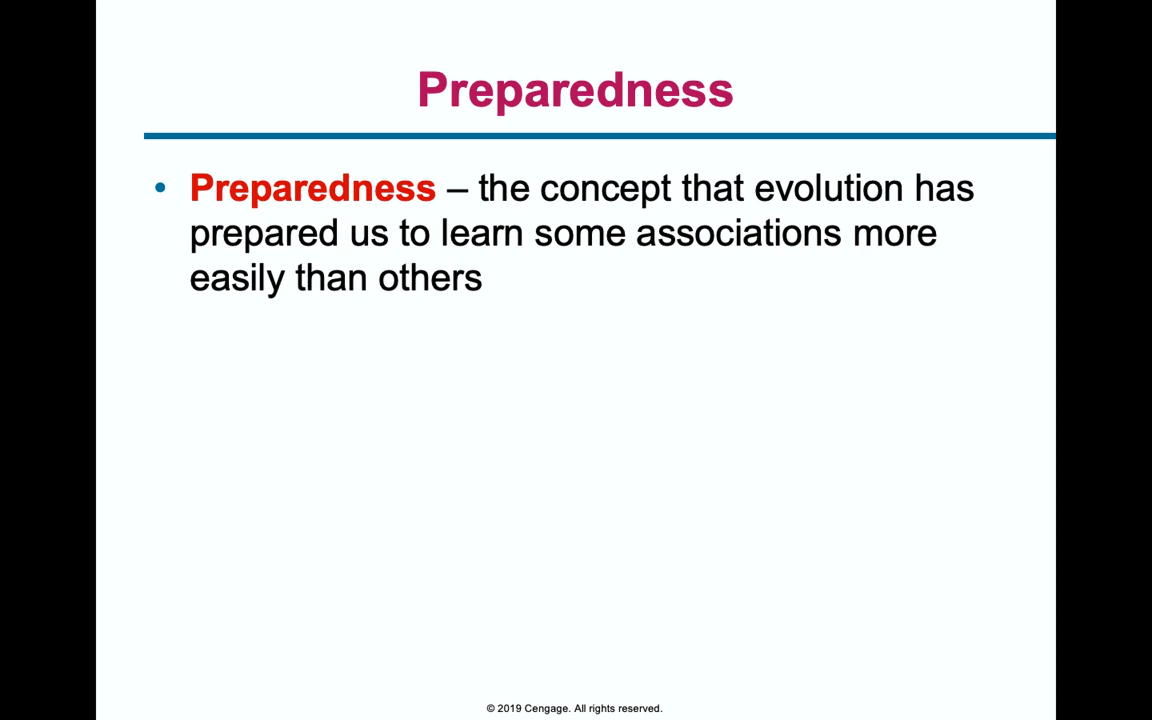 Preparedness
• Preparedness – the concept that evolution has
prepared us to learn some associations more
easily than others
© 2019 Cengage. All rights reserved.